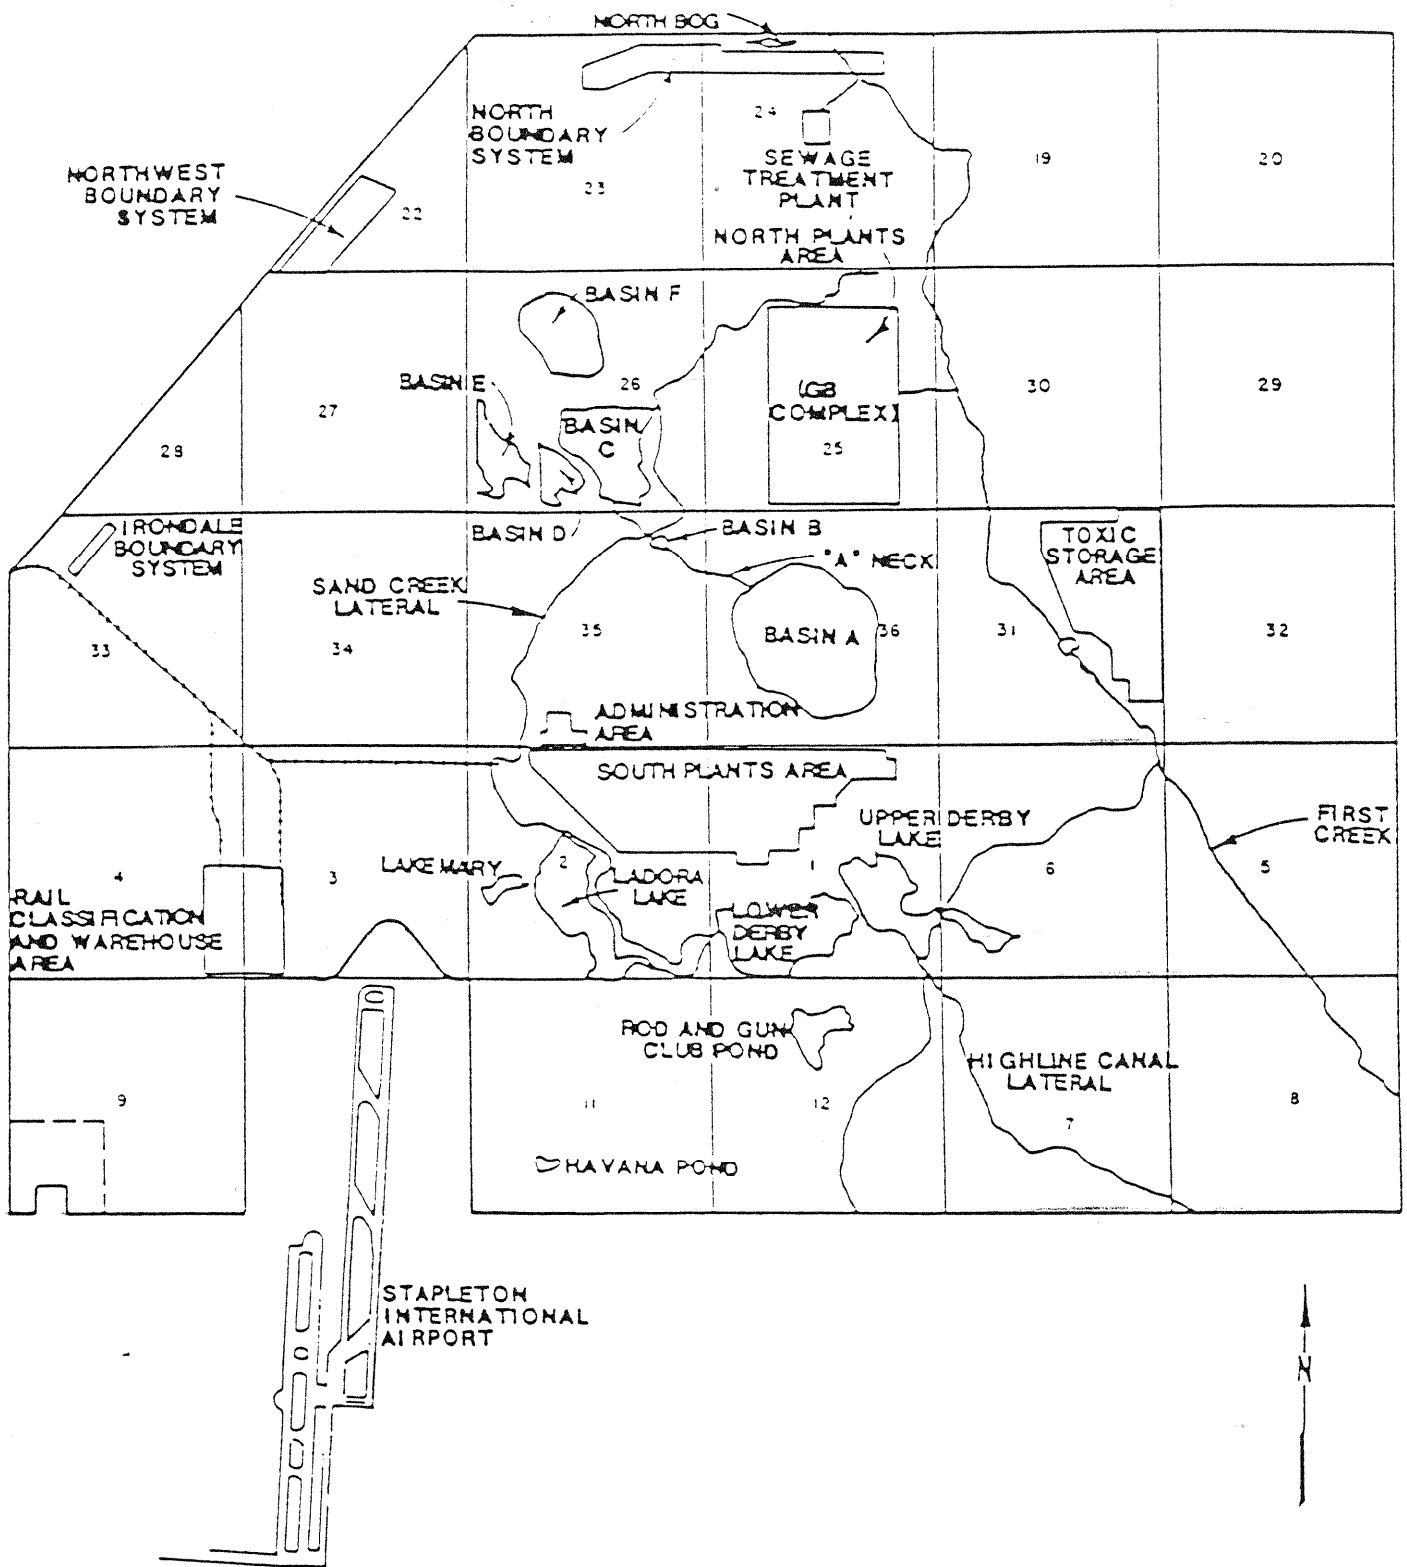 NORTH BOG
NORTH
BOUNDARY
SYSTEM
24
SEWAGE
TREATMENT
PLANT
19
20
NORTHWEST
BOUNDARY
SYSTEM
22
23
NORTH PLANTS
AREA
BASIN F
BASIN E
26
(GB
COMPLEX)
25
30
29
27
28
BASIN
C
IRONDALE
BOUNDARY
SYSTEM
BASIN D
BASIN B
"A" NECK
TOXIC
STORAGE
AREA
SAND CREEK
LATERAL
35
BASIN A
36
31
32
33
34
ADMINISTRATION
AREA
SOUTH PLANTS AREA
UPPER DERBY
LAKE
FIRST
CREEK
LAKE MARY
2
LADORA
LAKE
1
6
5
4
3
RAIL
CLASSIFICATION
AND WAREHOUSE
AREA
LOWER
DERBY
LAKE
ROD AND GUN
CLUB POND
HIGHLINE CANAL
LATERAL
9
11
12
7
8
HAVANA POND
STAPLETON
INTERNATIONAL
AIRPORT
N